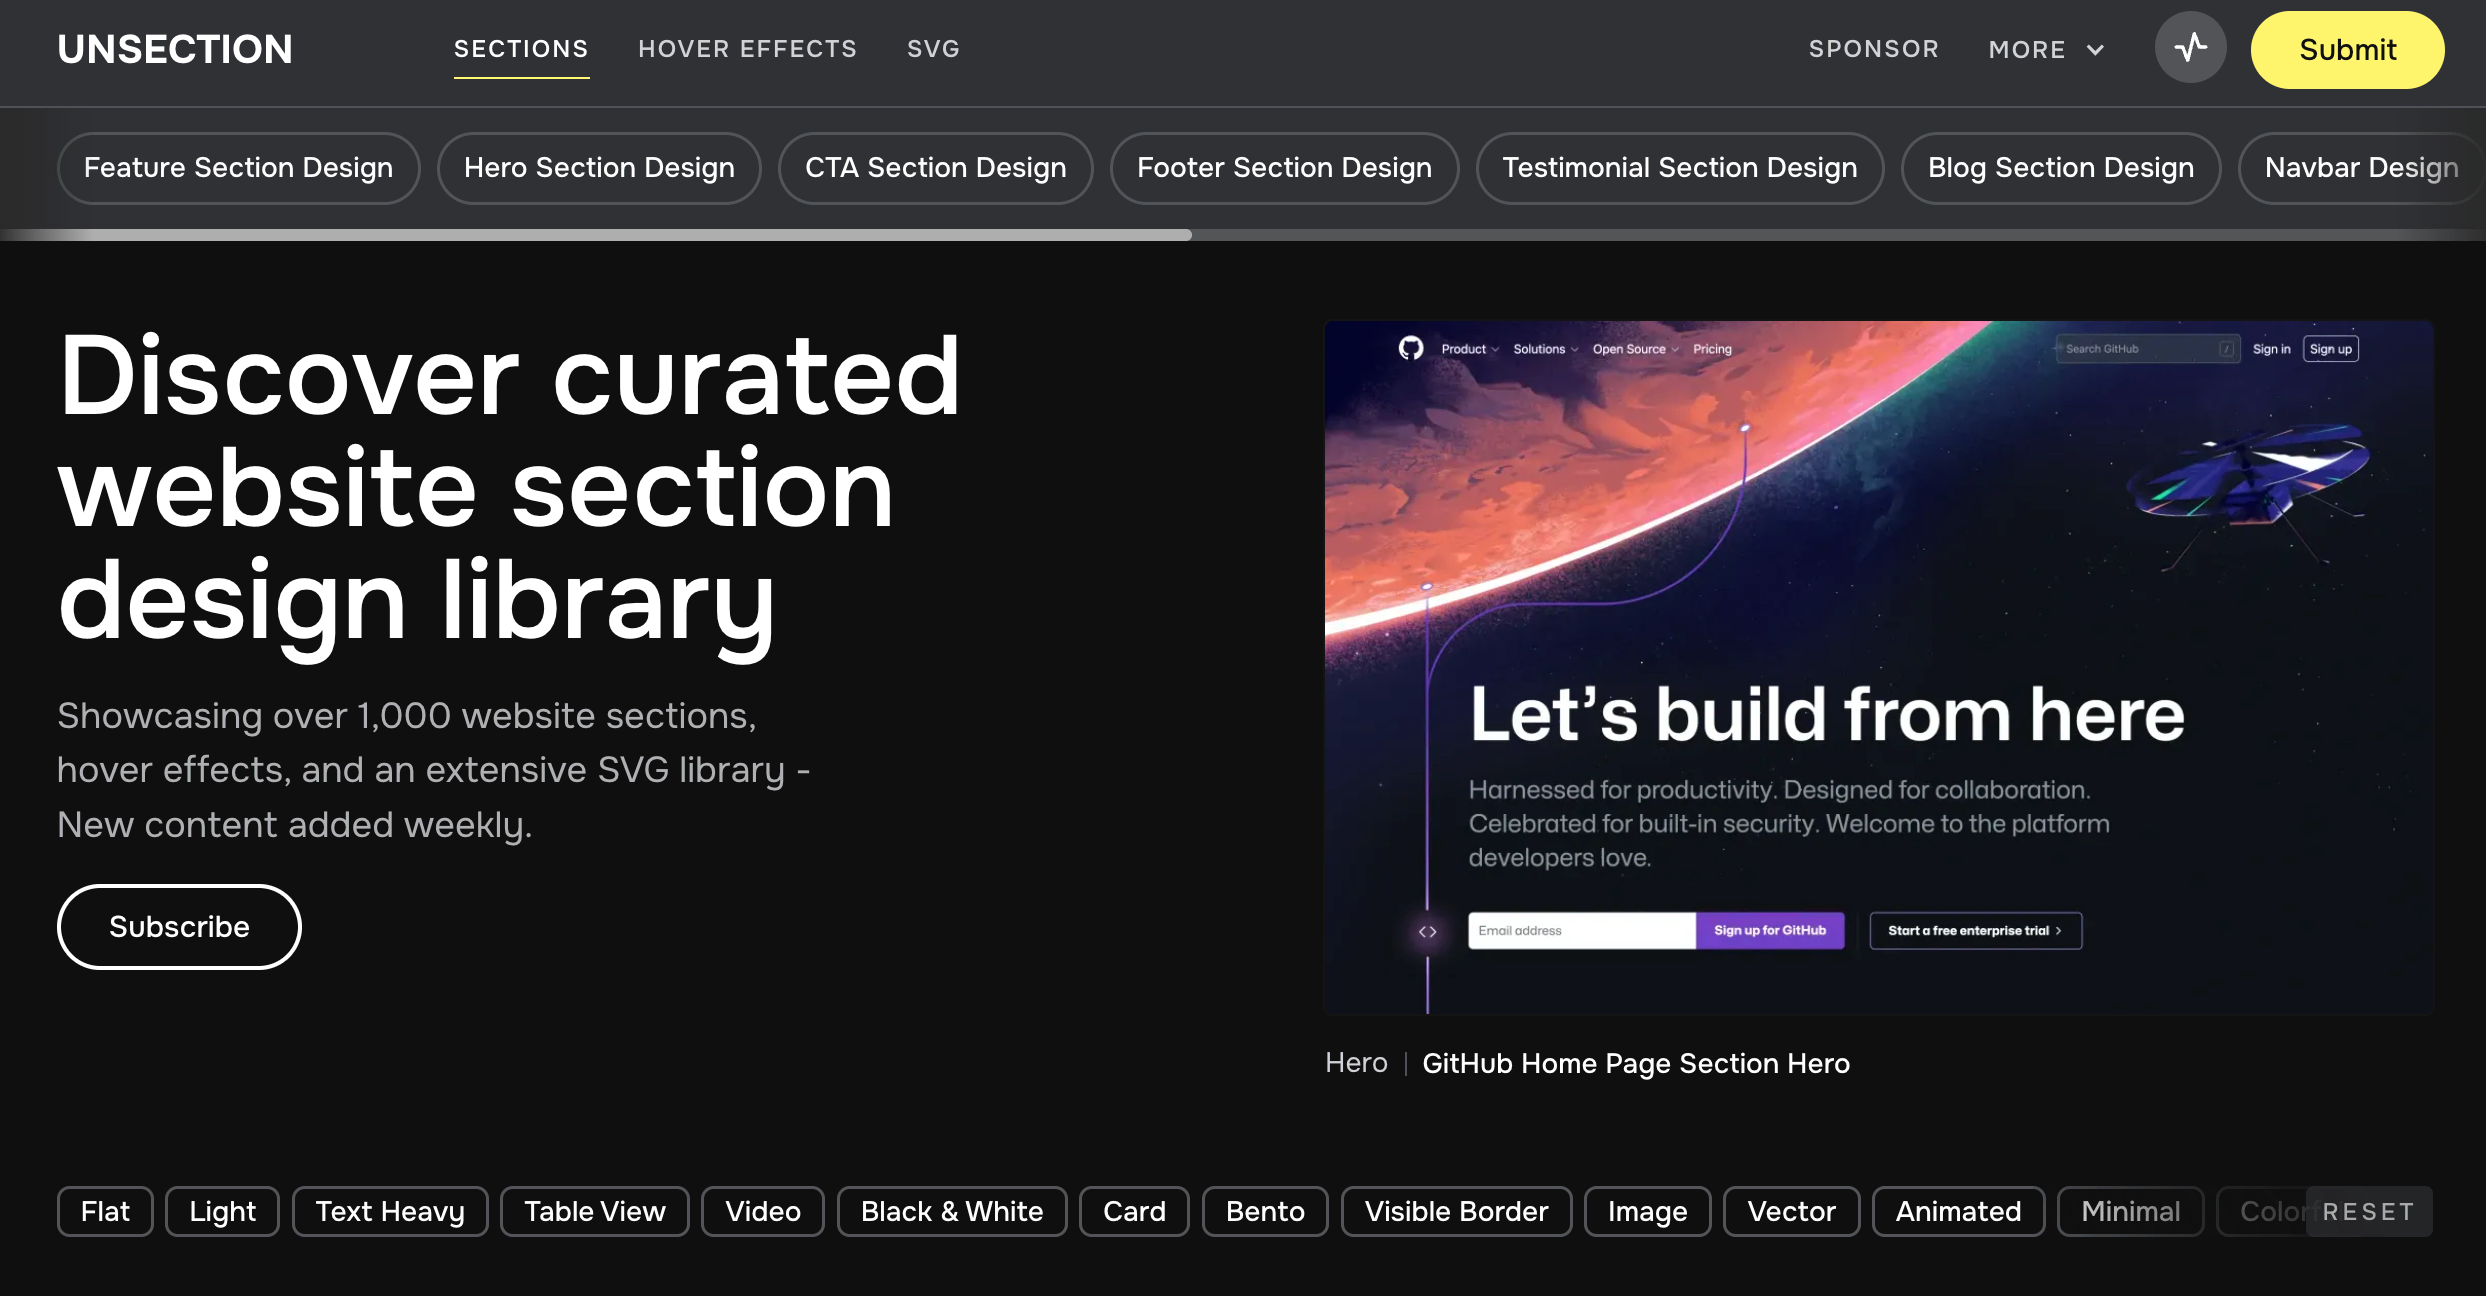 UNSECTION
SECTIONS
HOVER EFFECTS
SVG
SPONSOR
MORE
Submit
Feature Section Design
Hero Section Design
CTA Section Design
Footer Section Design
Testimonial Section Design
Blog Section Design
Navbar Design
Discover curated
website section
design library
Showcasing over 1,000 website sections,
hover effects, and an extensive SVG library -
New content added weekly.
Subscribe
Product
Solutions
Open Source
Pricing
Search GitHub
/
Sign in
Sign up
Let's build from here
Harnessed for productivity. Designed for collaboration.
Celebrated for built-in security. Welcome to the platform
developers love.
<>
Email address
Sign up for GitHub
Start a free enterprise trial >
Hero | GitHub Home Page Section Hero
Flat
Light
Text Heavy
Table View
Video
Black & White
Card
Bento
Visible Border
Image
Vector
Animated
Minimal
RESET